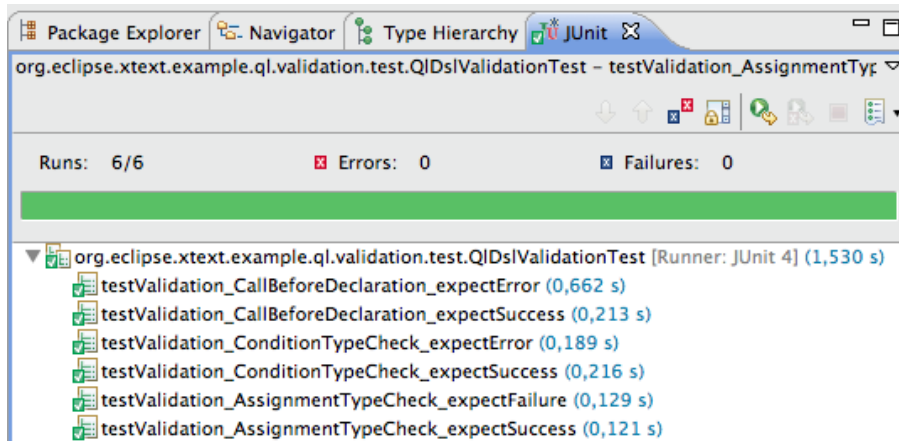 Package Explorer Navigator Type Hierarchy JUnit
org.eclipse.xtext.example.ql.validation.test.QlDslValidationTest – testValidation_AssignmentTyp
Runs: 6/6 Errors: 0 Failures: 0
org.eclipse.xtext.example.ql.validation.test.QlDslValidationTest [Runner: JUnit 4] (1,530 s)
testValidation_CallBeforeDeclaration_expectError (0,662 s)
testValidation_CallBeforeDeclaration_expectSuccess (0,213 s)
testValidation_ConditionTypeCheck_expectError (0,189 s)
testValidation_ConditionTypeCheck_expectSuccess (0,216 s)
testValidation_AssignmentTypeCheck_expectFailure (0,129 s)
testValidation_AssignmentTypeCheck_expectSuccess (0,121 s)